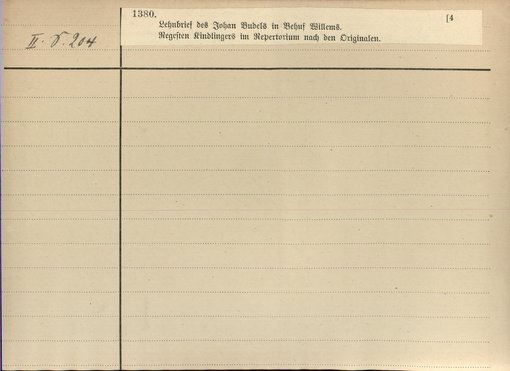 1380. [4
Lehnbrief des Johan Budels in Behuf Willems.
Regesten Kindlingers im Repertorium nach den Originalen.
II. S. 204